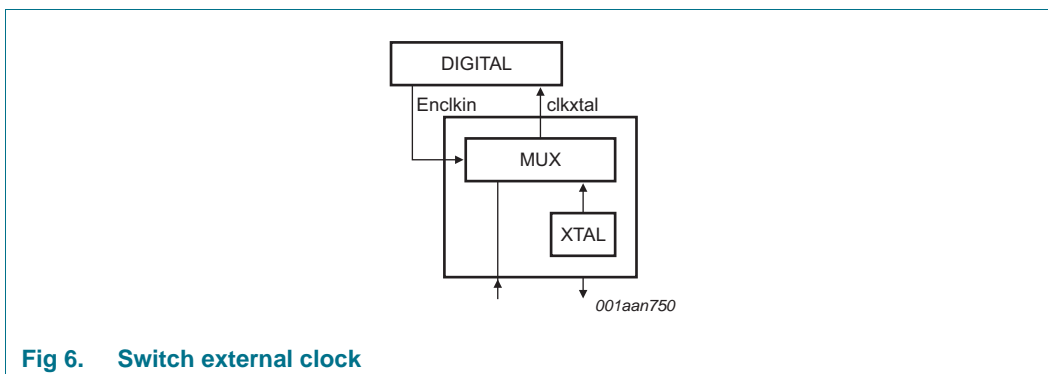 DIGITAL
Enclkin clkxtal
MUX
XTAL
001aan750
Fig 6. Switch external clock